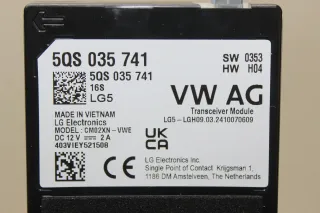 5QS 035 741
SW 0353
HW H04
5QS 035 741
16S
LG5
VW AG
Transceiver Module
LG5 - LGH09.03.2410070609
MADE IN VIETNAM
LG Electronics
MODEL : CM02XN-VWE
DC 12 V ⎓ 2 A
403VIEY521508
UK
CA
LG Electronics Inc.
Single Point of Contact Krijgsman 1,
1186 DM Amstelveen, The Netherlands